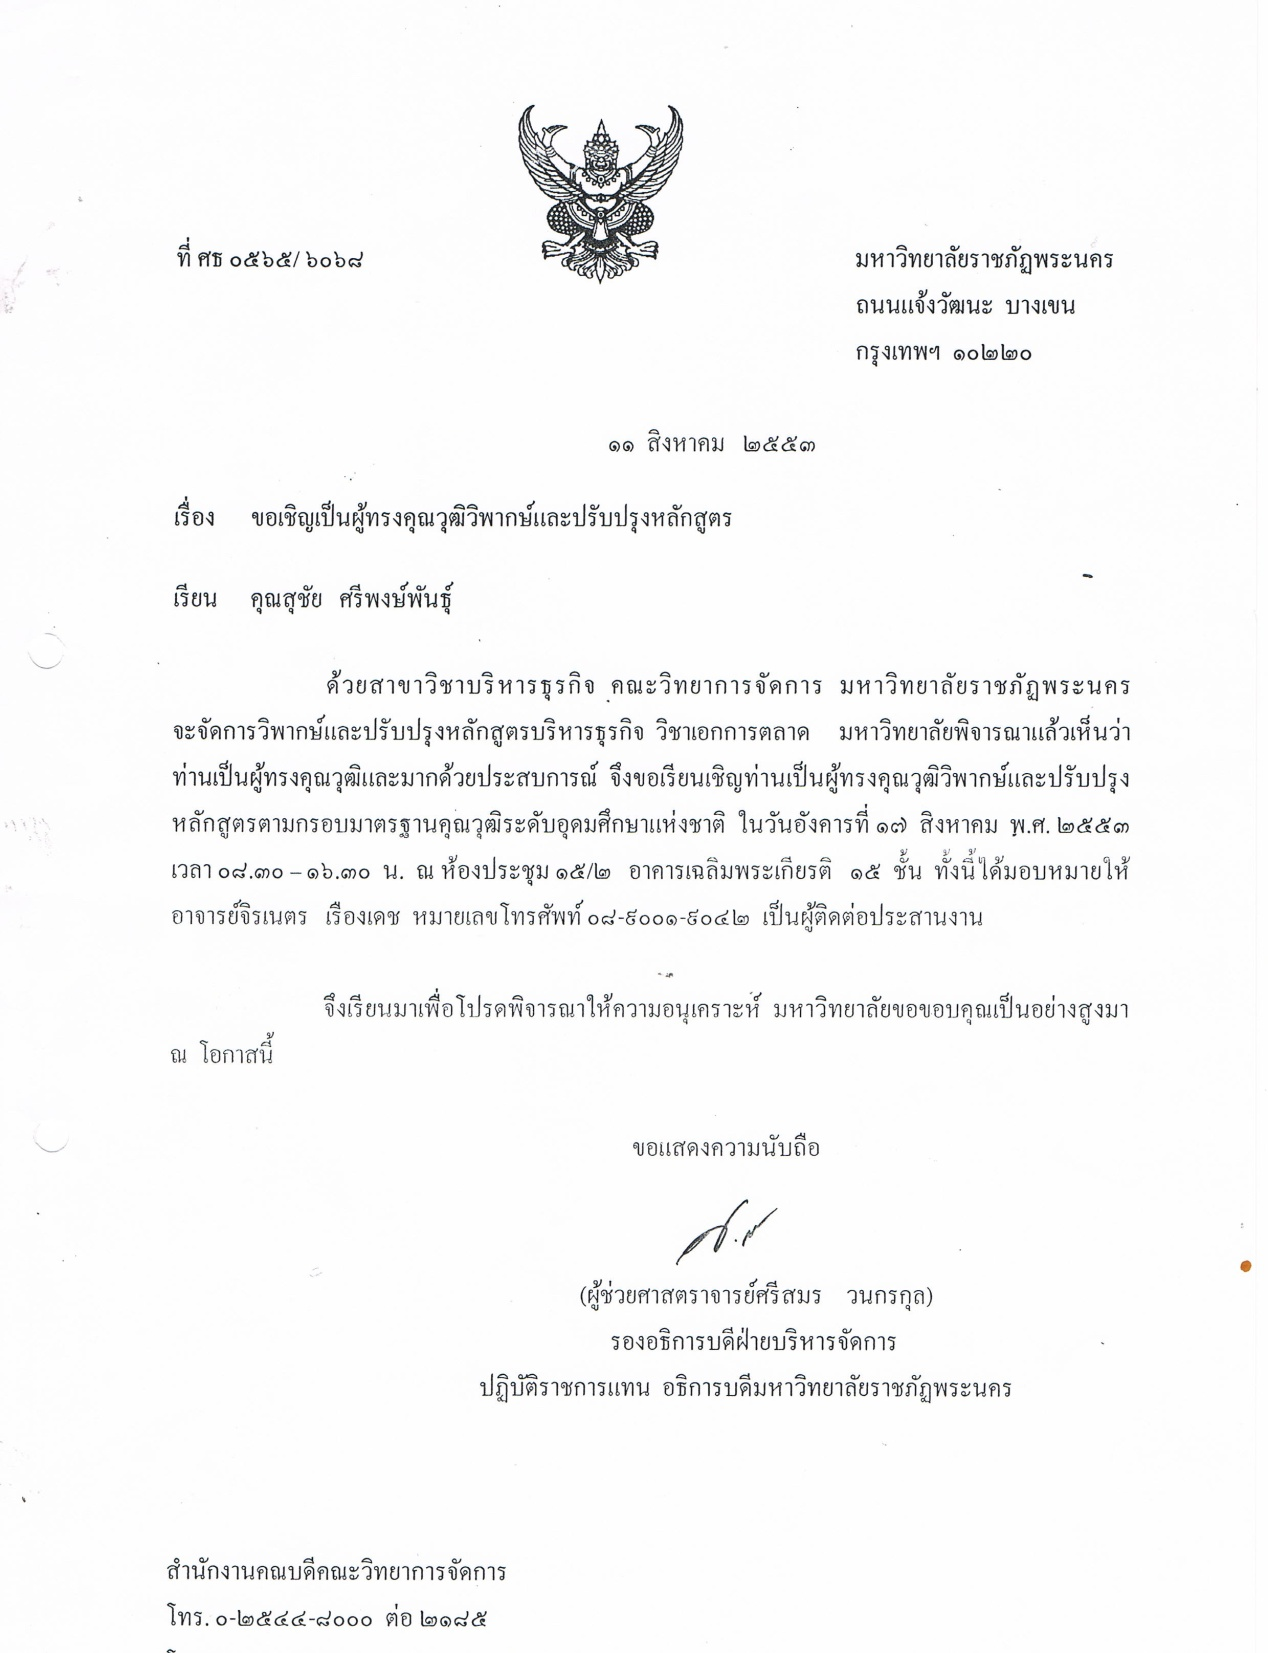 ที่ ศธ ๐๕๖๕/ ๖๐๖๘
มหาวิทยาลัยราชภัฏพระนคร
ถนนแจ้งวัฒนะ บางเขน
กรุงเทพฯ ๑๐๒๒๐
๑๑ สิงหาคม ๒๕๕๓
เรื่อง ขอเชิญเป็นผู้ทรงคุณวุฒิวิพากษ์และปรับปรุงหลักสูตร
เรียน คุณสุชัย ศรีพงษ์พันธุ์
ด้วยสาขาวิชาบริหารธุรกิจ คณะวิทยาการจัดการ มหาวิทยาลัยราชภัฏพระนคร
จะจัดการวิพากษ์และปรับปรุงหลักสูตรบริหารธุรกิจ วิชาเอกการตลาด มหาวิทยาลัยพิจารณาแล้วเห็นว่า
ท่านเป็นผู้ทรงคุณวุฒิและมากด้วยประสบการณ์ จึงขอเรียนเชิญท่านเป็นผู้ทรงคุณวุฒิวิพากษ์และปรับปรุง
หลักสูตรตามกรอบมาตรฐานคุณวุฒิระดับอุดมศึกษาแห่งชาติ ในวันอังคารที่ ๑๗ สิงหาคม พ.ศ. ๒๕๕๓
เวลา ๐๘.๓๐ – ๑๖.๓๐ น. ณ ห้องประชุม ๑๕/๒ อาคารเฉลิมพระเกียรติ ๑๕ ชั้น ทั้งนี้ได้มอบหมายให้
อาจารย์จิรเนตร เรืองเดช หมายเลขโทรศัพท์ ๐๘-๙๐๐๑-๙๐๔๒ เป็นผู้ติดต่อประสานงาน
จึงเรียนมาเพื่อโปรดพิจารณาให้ความอนุเคราะห์ มหาวิทยาลัยขอขอบคุณเป็นอย่างสูงมา
ณ โอกาสนี้
ขอแสดงความนับถือ
(ผู้ช่วยศาสตราจารย์ศรีสมร วนกรกุล)
รองอธิการบดีฝ่ายบริหารจัดการ
ปฏิบัติราชการแทน อธิการบดีมหาวิทยาลัยราชภัฏพระนคร
สำนักงานคณบดีคณะวิทยาการจัดการ
โทร. ๐-๒๕๔๔-๘๐๐๐ ต่อ ๒๑๘๕